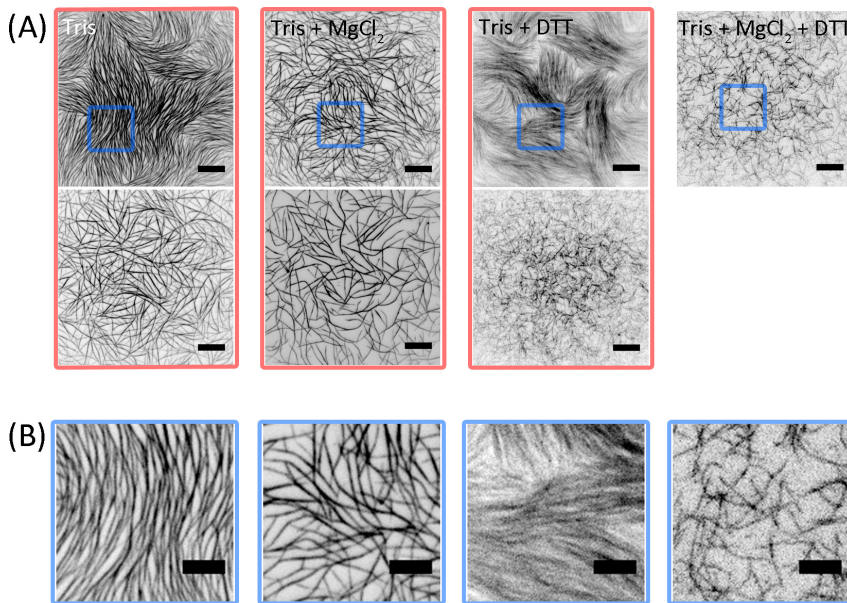 (A)
Tris
Tris + MgCl₂
Tris + DTT
Tris + MgCl₂ + DTT
(B)